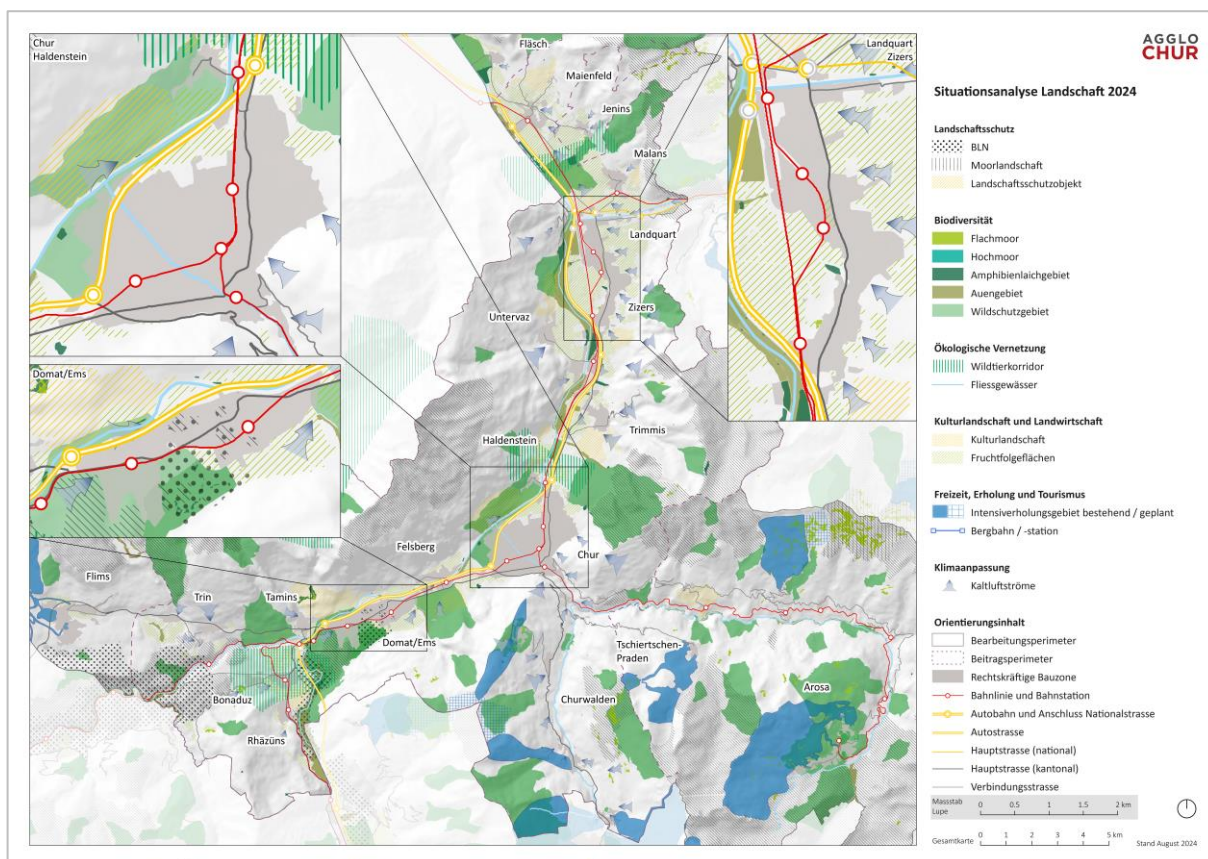 Chur
Haldenstein
Domat/Ems
Landquart
Zizers
Fläsch
Maienfeld
Jenins
Malans
Landquart
Zizers
Untervaz
Trimmis
Haldenstein
Felsberg
Chur
Flims
Trin
Tamins
Domat/Ems
Tschiertschen-
Praden
Churwalden
Arosa
Bonaduz
Rhäzüns
AGGLO
CHUR
Situationsanalyse Landschaft 2024
Landschaftsschutz
BLN
Moorlandschaft
Landschaftsschutzobjekt
Biodiversität
Flachmoor
Hochmoor
Amphibienlaichgebiet
Auengebiet
Wildschutzgebiet
Ökologische Vernetzung
Wildtierkorridor
Fliessgewässer
Kulturlandschaft und Landwirtschaft
Kulturlandschaft
Fruchtfolgeflächen
Freizeit, Erholung und Tourismus
Intensiverholungsgebiet bestehend / geplant
Bergbahn / -station
Klimaanpassung
Kaltluftströme
Orientierungsinhalt
Bearbeitungsperimeter
Beitragsperimeter
Rechtskräftige Bauzone
Bahnlinie und Bahnstation
Autobahn und Anschluss Nationalstrasse
Autostrasse
Hauptstrasse (national)
Hauptstrasse (kantonal)
Verbindungsstrasse
Massstab
Lupe
0 0.5 1 1.5 2 km
Gesamtkarte 0 1 2 3 4 5 km
Stand August 2024